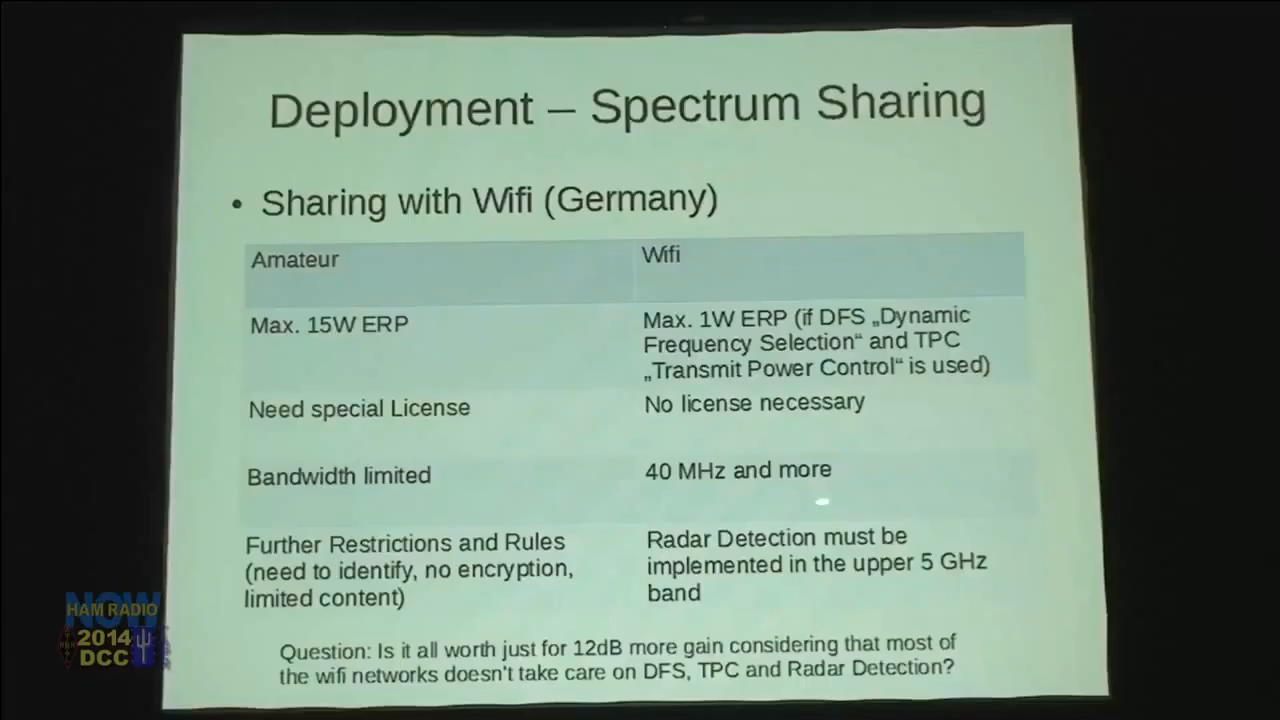 Deployment – Spectrum Sharing
• Sharing with Wifi (Germany)
Amateur
Wifi
Max. 15W ERP
Max. 1W ERP (if DFS „Dynamic
Frequency Selection“ and TPC
„Transmit Power Control“ is used)
Need special License
No license necessary
Bandwidth limited
40 MHz and more
Further Restrictions and Rules
(need to identify, no encryption,
limited content)
Radar Detection must be
implemented in the upper 5 GHz
band
Question: Is it all worth just for 12dB more gain considering that most of
the wifi networks doesn't take care on DFS, TPC and Radar Detection?
NOW
HAM RADIO
2014
DCC